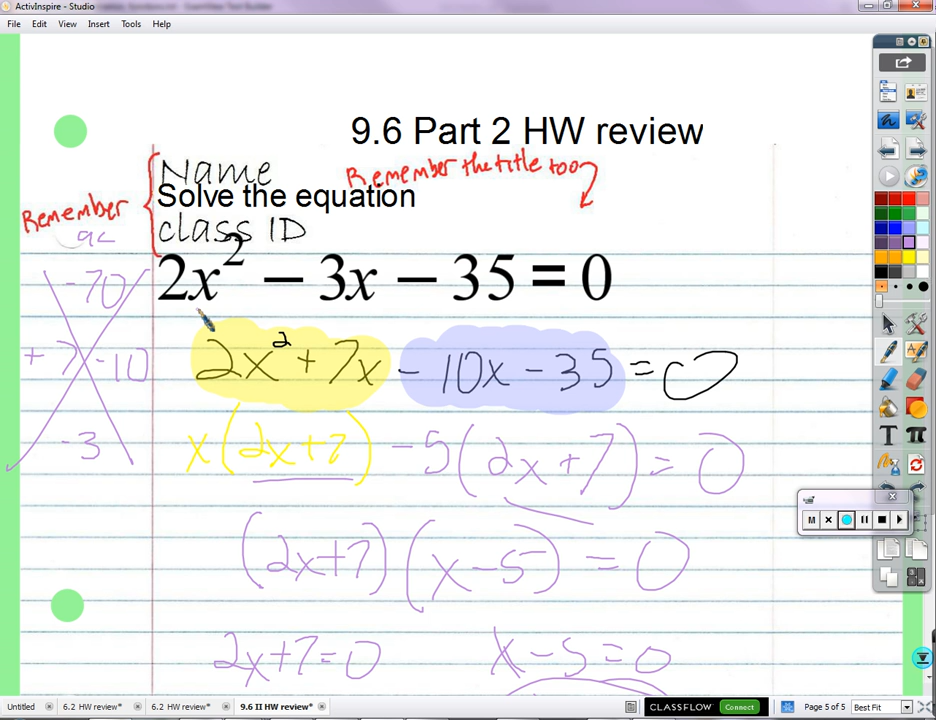 ActivInspire - Studio
File Edit View Insert Tools Help
9.6 Part 2 HW review
Name
Remember the title too
Solve the equation
Remember
class ID
ac
2x² − 3x − 35 = 0
-70
2x² + 7x - 10x - 35 = 0
+7 -10
x(2x+7) -5(2x+7) = 0
-3
(2x+7)(x-5) = 0
2x+7=0 x-5=0
M
Untitled 6.2 HW review* 6.2 HW review* 9.6 II HW review* CLASSFLOW Connect Page 5 of 5 Best Fit